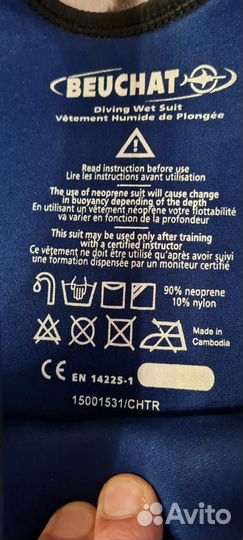 BEUCHAT
Diving Wet Suit
Vêtement Humide de Plongée
Read instruction before use
Lire les instructions avant utilisation
The use of neoprene suit will cause change
in buoyancy depending of the depth
En utilisant un vêtement néoprène votre flottabilité
va varier en fonction de la profondeur
This suit may be used only after training
with a certified instructor
Ce vêtement ne doit être utilisé qu'après avoir suivi
une formation dispensée par un moniteur certifié
90% neoprene
10% nylon
Made in
Cambodia
CE EN 14225-1
15001531/CHTR
Avito